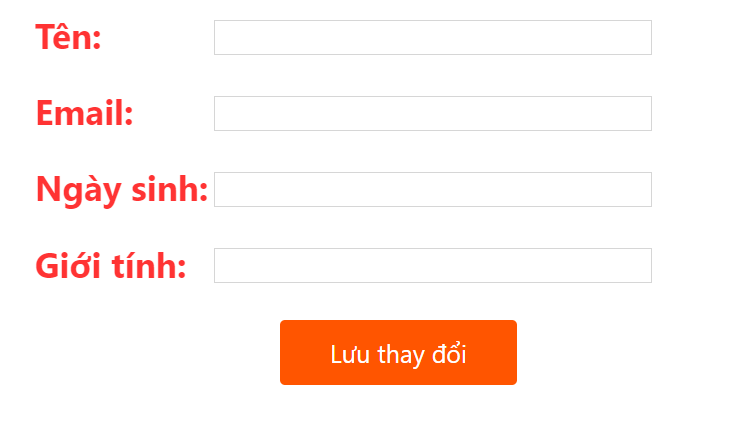 Tên:
Email:
Ngày sinh:
Giới tính:
Lưu thay đổi